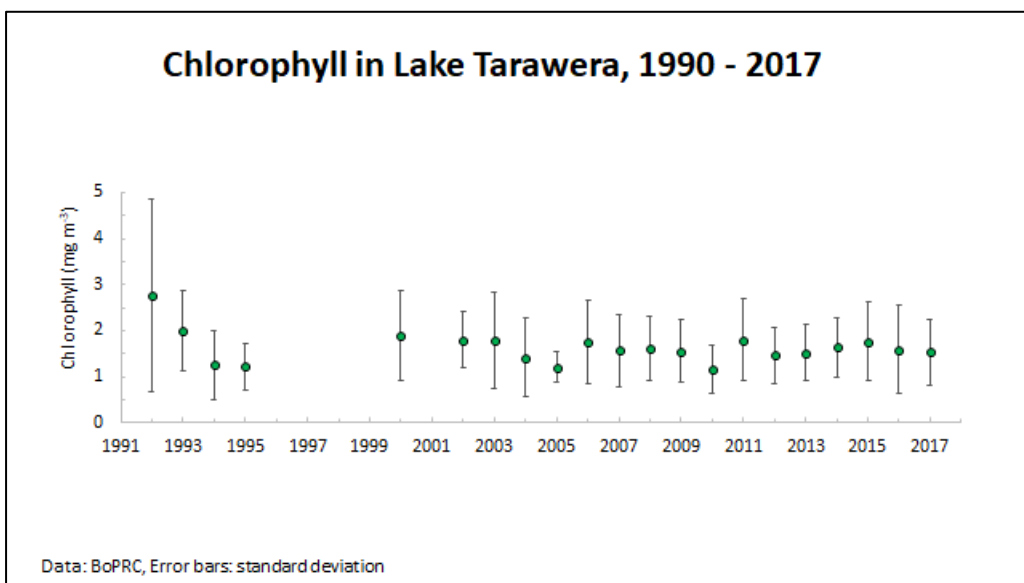 Chlorophyll in Lake Tarawera, 1990 - 2017
Chlorophyll (mg m⁻³)
5
4
3
2
1
0
1991 1993 1995 1997 1999 2001 2003 2005 2007 2009 2011 2013 2015 2017
Data: BoPRC, Error bars: standard deviation